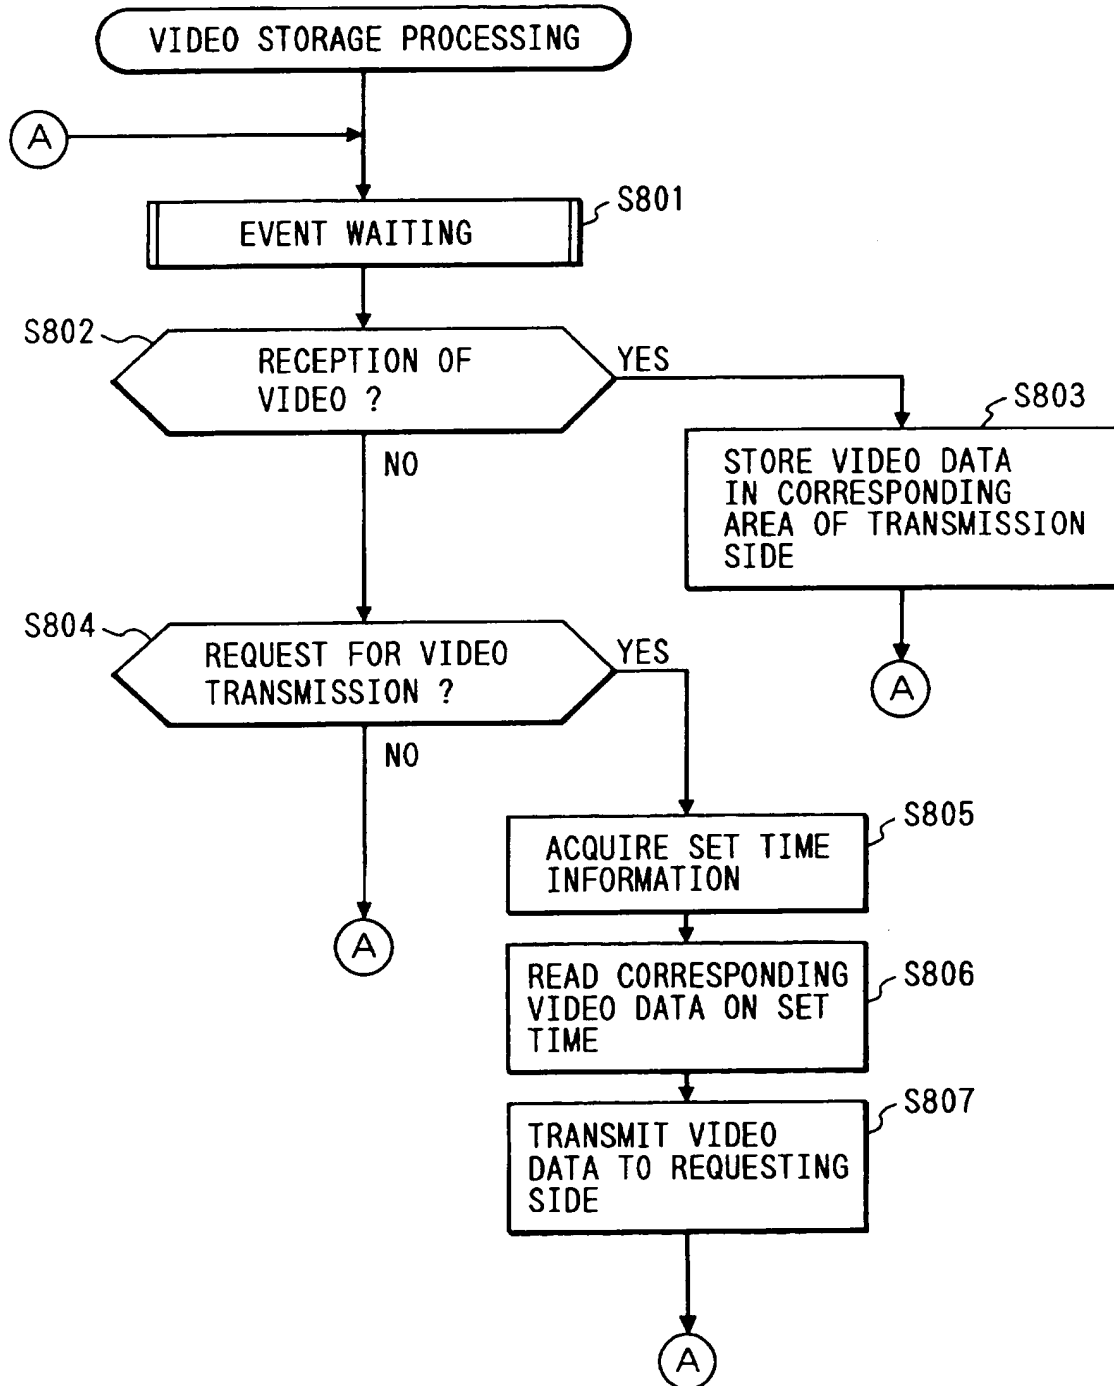 VIDEO STORAGE PROCESSING
A
S801
EVENT WAITING
S802
RECEPTION OF
VIDEO ?
YES
NO
S803
STORE VIDEO DATA
IN CORRESPONDING
AREA OF TRANSMISSION
SIDE
A
S804
REQUEST FOR VIDEO
TRANSMISSION ?
YES
NO
A
S805
ACQUIRE SET TIME
INFORMATION
S806
READ CORRESPONDING
VIDEO DATA ON SET
TIME
S807
TRANSMIT VIDEO
DATA TO REQUESTING
SIDE
A